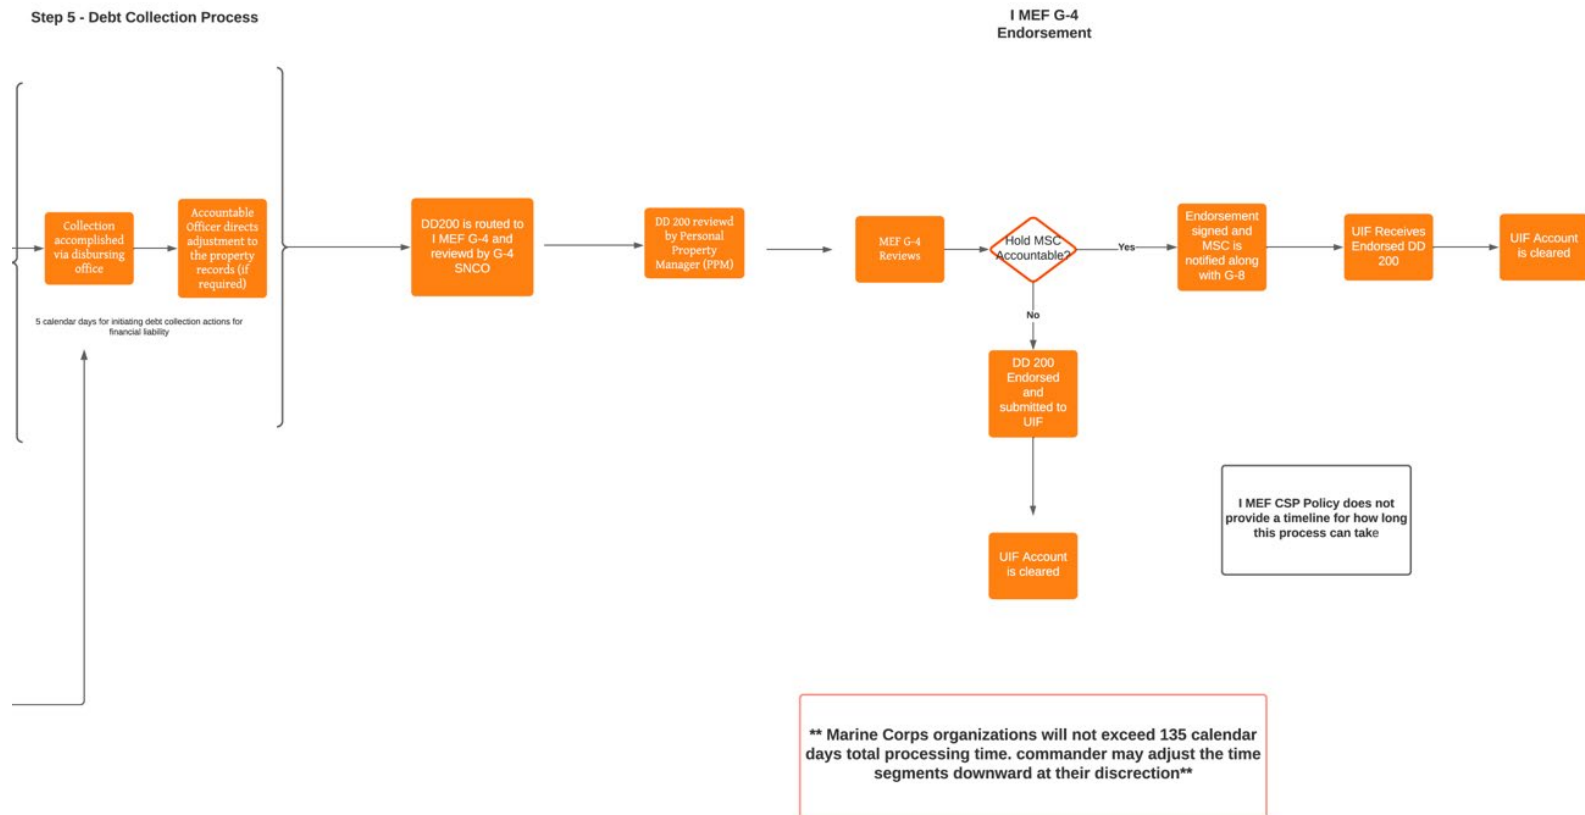 Step 5 - Debt Collection Process
I MEF G-4
Endorsement
Collection
accomplished
via disbursing
office
Accountable
Officer directs
adjustment to
the property
records (if
required)
5 calendar days for initiating debt collection actions for
financial liability
DD200 is routed to
I MEF G-4 and
reviewd by G-4
SNCO
DD 200 reviewd
by Personal
Property
Manager (PPM)
MEF G-4
Reviews
Hold MSC
Accountable?
Yes
Endorsement
signed and
MSC is
notified along
with G-8
UIF Receives
Endorsed DD
200
UIF Account
is cleared
No
DD 200
Endorsed
and
submitted to
UIF
UIF Account
is cleared
I MEF CSP Policy does not
provide a timeline for how long
this process can take
** Marine Corps organizations will not exceed 135 calendar
days total processing time. commander may adjust the time
segments downward at their discrection**